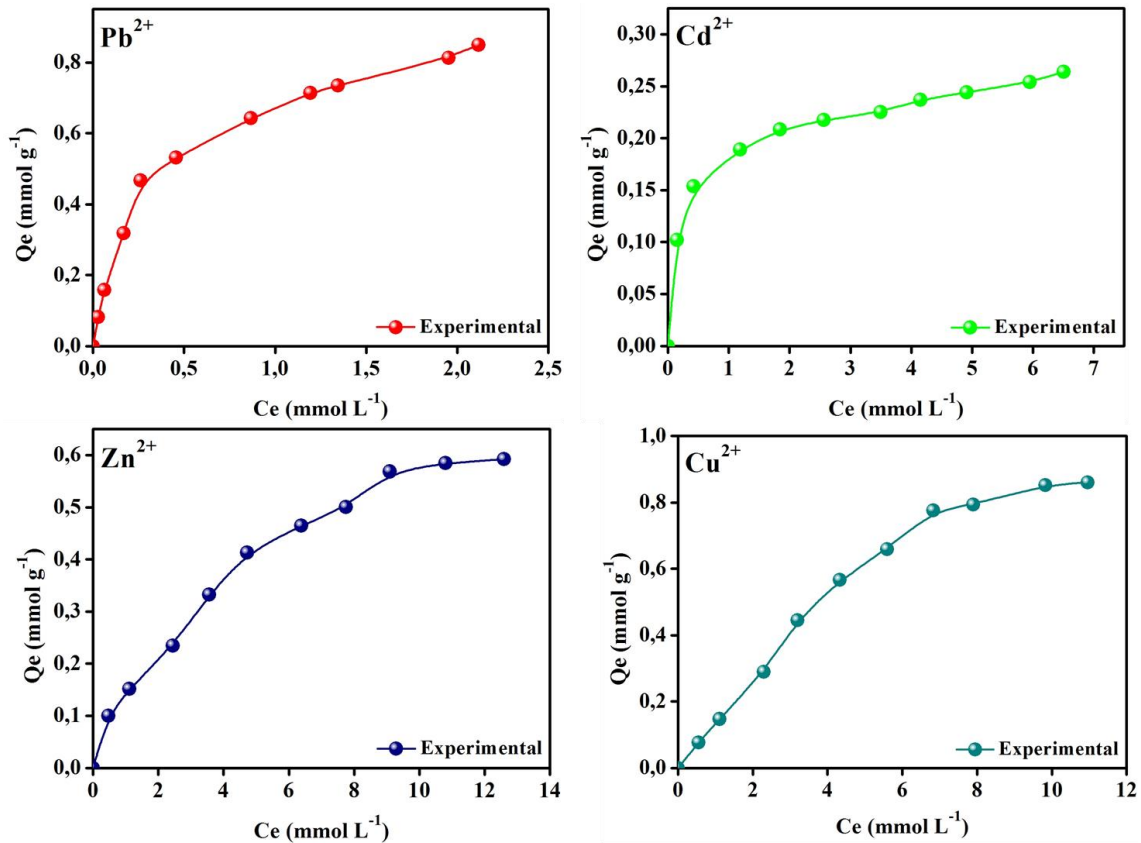 Pb²⁺
Qe (mmol g⁻¹)
0,8
0,6
0,4
0,2
0,0
0,0 0,5 1,0 1,5 2,0 2,5
Ce (mmol L⁻¹)
Experimental
Cd²⁺
Qe (mmol g⁻¹)
0,30
0,25
0,20
0,15
0,10
0,05
0,00
0 1 2 3 4 5 6 7
Ce (mmol L⁻¹)
Experimental
Zn²⁺
Qe (mmol g⁻¹)
0,6
0,5
0,4
0,3
0,2
0,1
0,0
0 2 4 6 8 10 12 14
Ce (mmol L⁻¹)
Experimental
Cu²⁺
Qe (mmol g⁻¹)
1,0
0,8
0,6
0,4
0,2
0,0
0 2 4 6 8 10 12
Ce (mmol L⁻¹)
Experimental